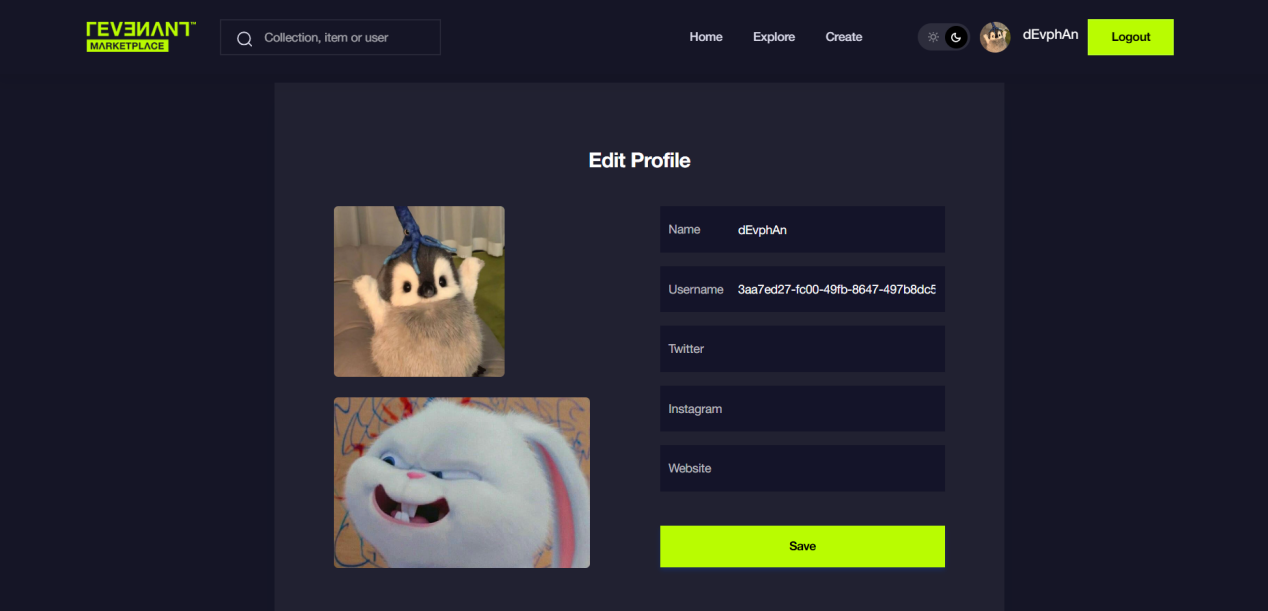 REVENANT™
MARKETPLACE
Collection, item or user
Home
Explore
Create
dEvphAn
Logout
Edit Profile
Name dEvphAn
Username 3aa7ed27-fc00-49fb-8647-497b8dc5
Twitter
Instagram
Website
Save